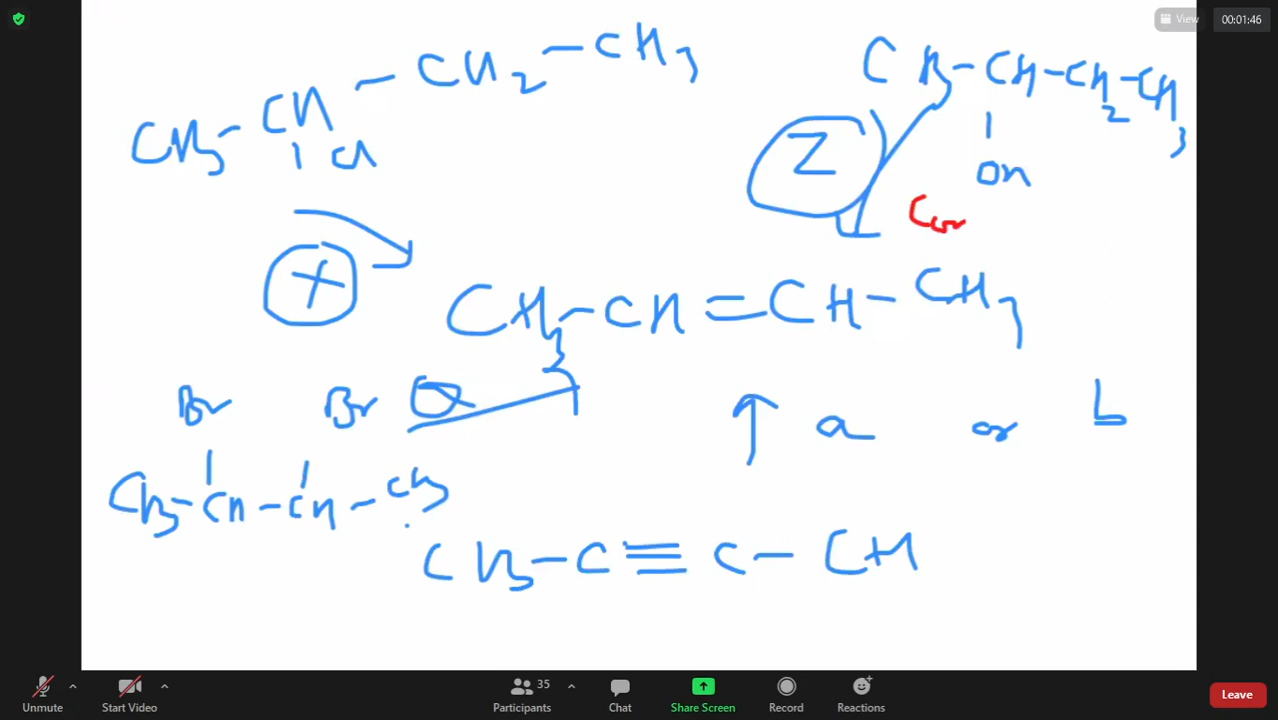 View 00:01:46
CH3-CH-CH2-CH3
Cl
CH3-CH-CH2-CH3
OH
Z
X
CH3-CH=CH-CH3
Br Br
a or b
CH3-CH-CH-CH3
CH3-C≡C-CH
Unmute Start Video Participants 35 Chat Share Screen Record Reactions Leave